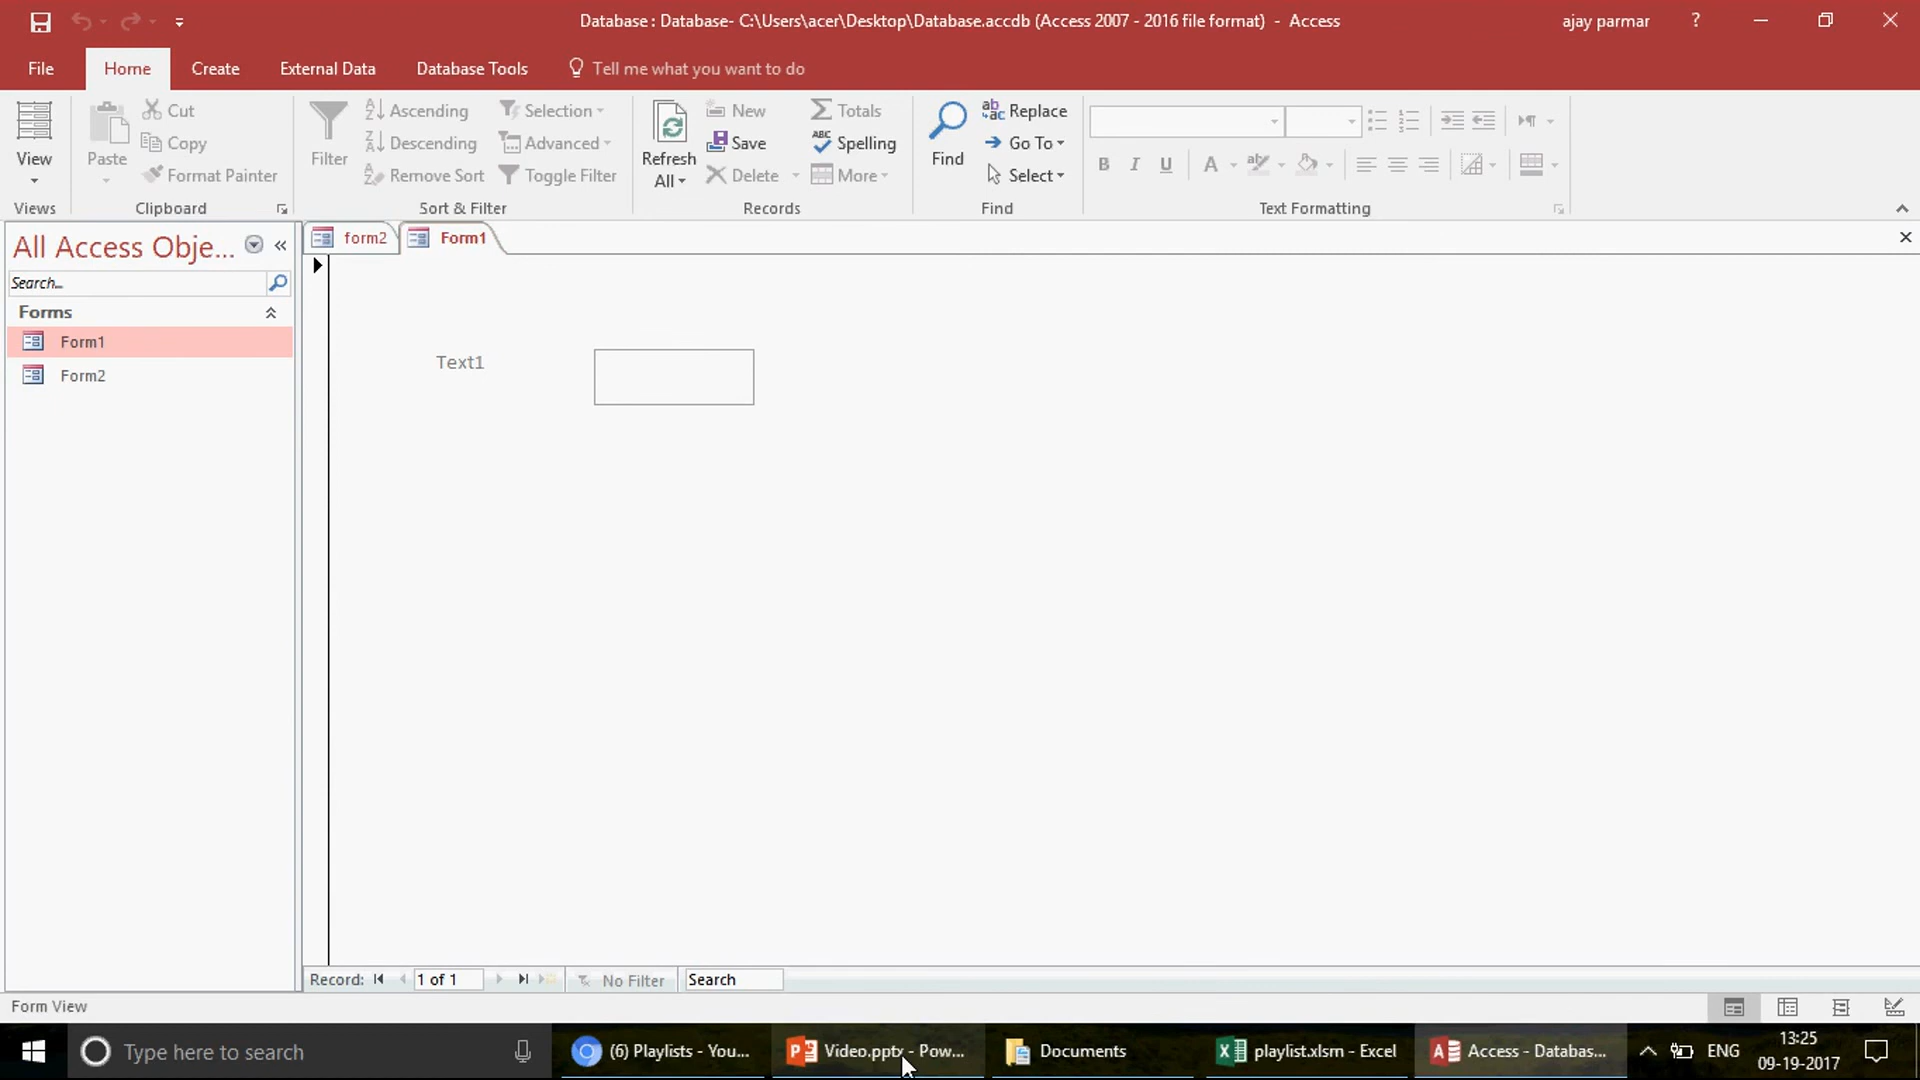 Database : Database- C:\Users\acer\Desktop\Database.accdb (Access 2007 - 2016 file format) - Access
ajay parmar
?
File
Home
Create
External Data
Database Tools
Tell me what you want to do
View
Views
Paste
Cut
Copy
Format Painter
Clipboard
Filter
Ascending
Descending
Remove Sort
Selection
Advanced
Toggle Filter
Sort & Filter
Refresh
All
New
Save
Delete
Totals
Spelling
More
Records
Find
Replace
Go To
Select
Find
B I U A
Text Formatting
All Access Obje...
Search...
Forms
Form1
Form2
form2
Form1
Text1
Record:
1 of 1
No Filter
Search
Form View
Type here to search
(6) Playlists - You...
Video.pptx - Pow...
Documents
playlist.xlsm - Excel
Access - Databas...
ENG
13:25
09-19-2017